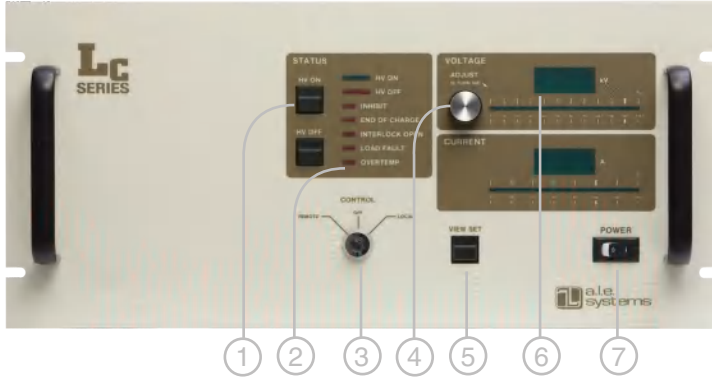 LC
SERIES
STATUS
HV ON
HV OFF
HV ON
HV OFF
INHIBIT
END OF CHARGE
INTERLOCK OPEN
LOAD FAULT
OVERTEMP
VOLTAGE
ADJUST
kV
CURRENT
A
CONTROL
REMOTE
OFF
LOCAL
VIEW SET
POWER
a.l.e.
systems
1
2
3
4
5
6
7